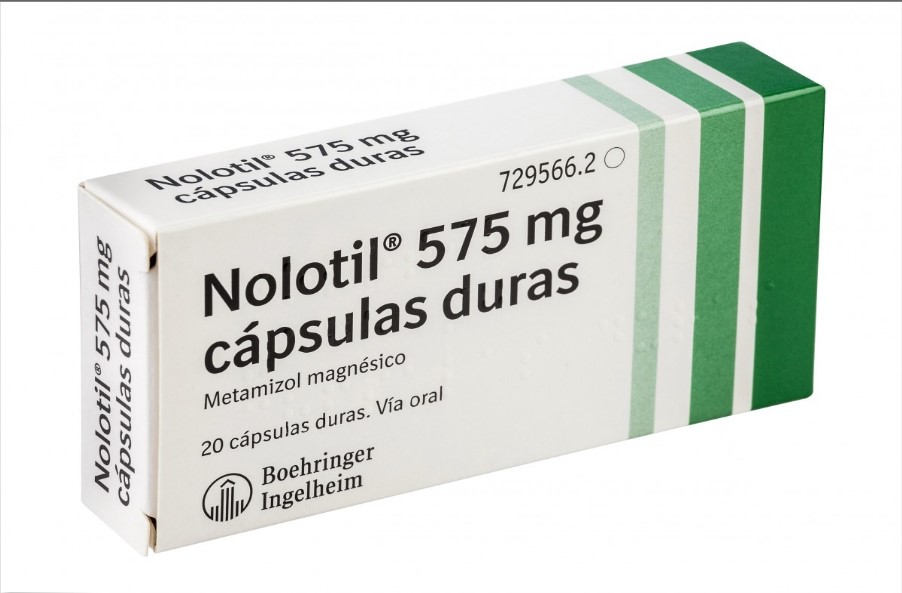 Nolotil® 575 mg
cápsulas duras
729566.2
Nolotil® 575 mg
cápsulas duras
Metamizol magnésico
20 cápsulas duras. Vía oral
Boehringer
Ingelheim
Nolotil® 575 mg
cápsulas duras